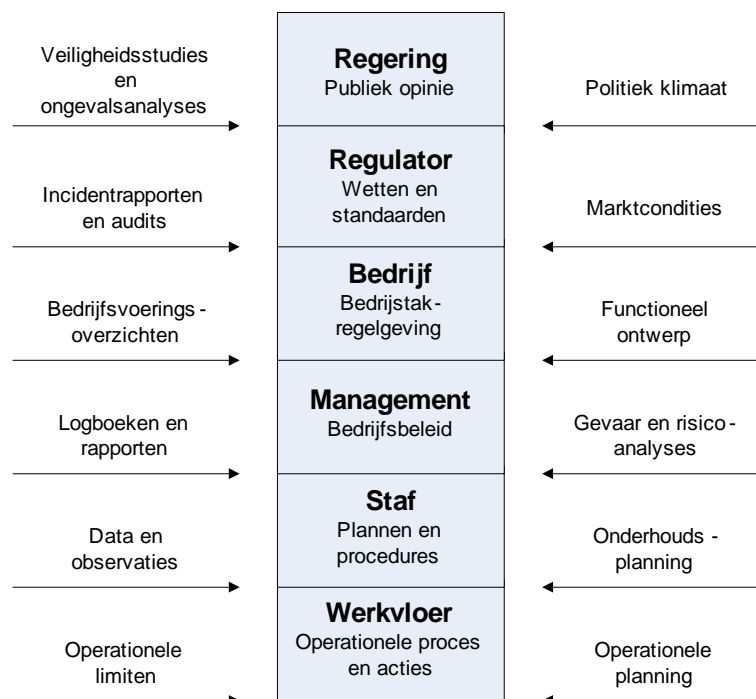 Veiligheidsstudies
en
ongevalsanalyses
Regering
Publiek opinie
Politiek klimaat
Incidentrapporten
en audits
Regulator
Wetten en
standaarden
Marktcondities
Bedrijfsvoerings -
overzichten
Bedrijf
Bedrijstak-
regelgeving
Functioneel
ontwerp
Logboeken en
rapporten
Management
Bedrijfsbeleid
Gevaar en risico -
analyses
Data en
observaties
Staf
Plannen en
procedures
Onderhouds -
planning
Operationele
limiten
Werkvloer
Operationele proces
en acties
Operationele
planning